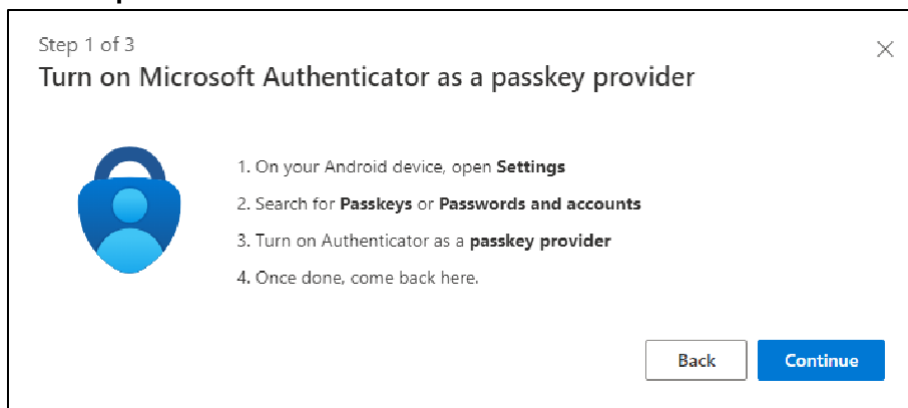 Step 1 of 3
Turn on Microsoft Authenticator as a passkey provider
1. On your Android device, open Settings
2. Search for Passkeys or Passwords and accounts
3. Turn on Authenticator as a passkey provider
4. Once done, come back here.
Back Continue